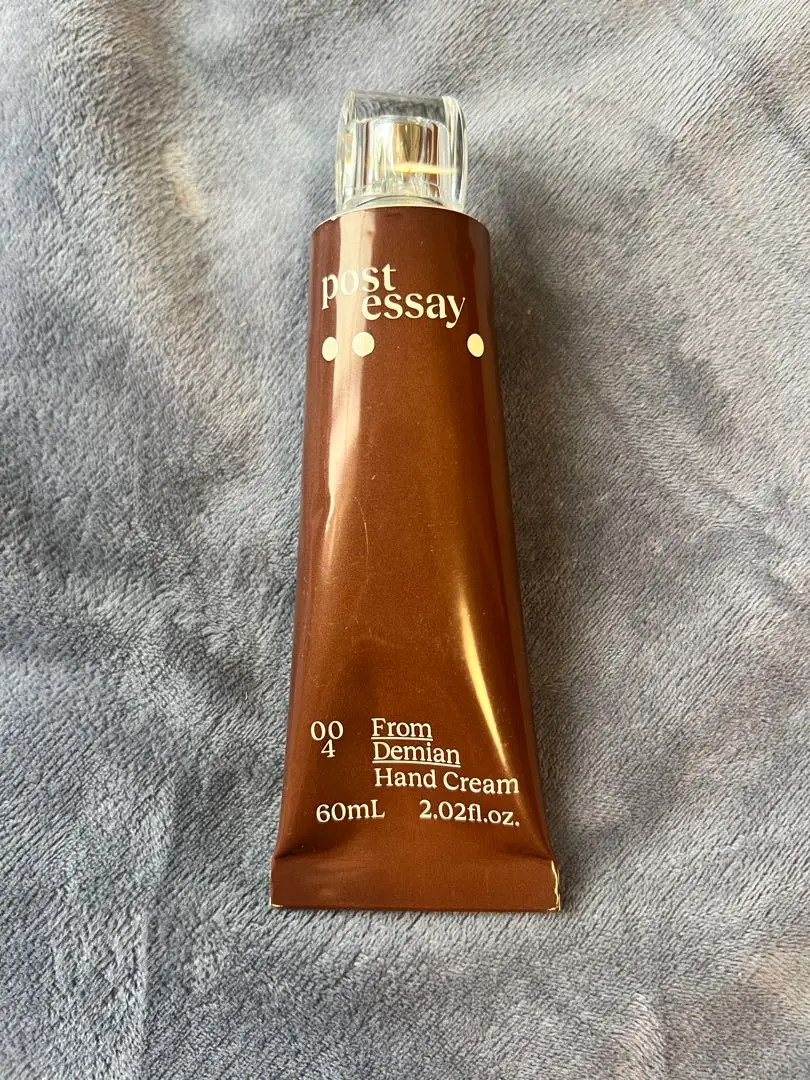 post
essay
00
4
From
Demian
Hand Cream
60mL 2.02fl.oz.